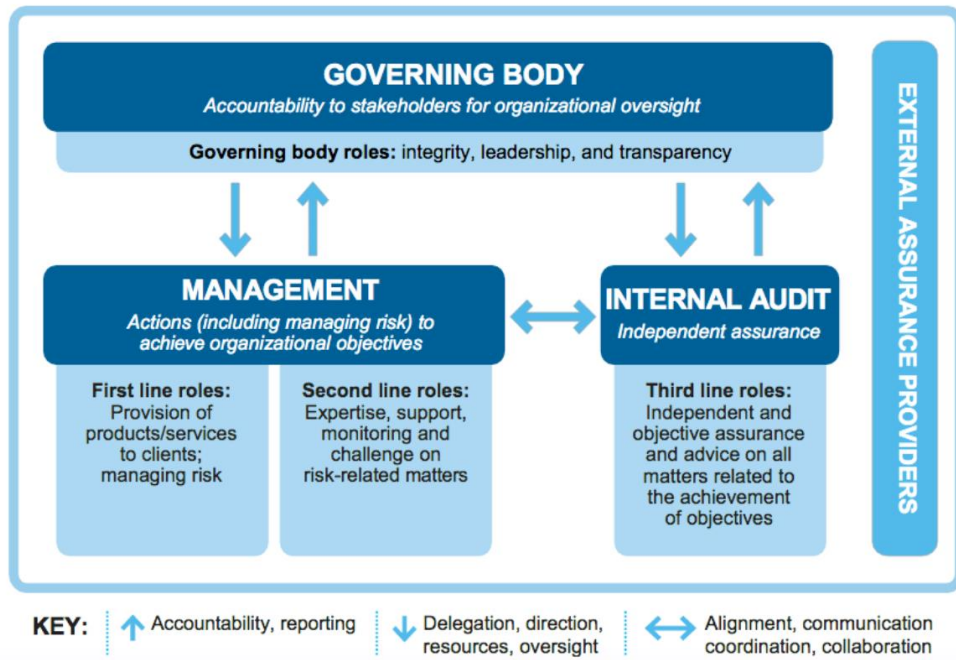 GOVERNING BODY
Accountability to stakeholders for organizational oversight
Governing body roles: integrity, leadership, and transparency
MANAGEMENT
Actions (including managing risk) to
achieve organizational objectives
First line roles:
Provision of
products/services
to clients;
managing risk
Second line roles:
Expertise, support,
monitoring and
challenge on
risk-related matters
INTERNAL AUDIT
Independent assurance
Third line roles:
Independent and
objective assurance
and advice on all
matters related to
the achievement
of objectives
EXTERNAL ASSURANCE PROVIDERS
KEY:
Accountability, reporting
Delegation, direction,
resources, oversight
Alignment, communication
coordination, collaboration